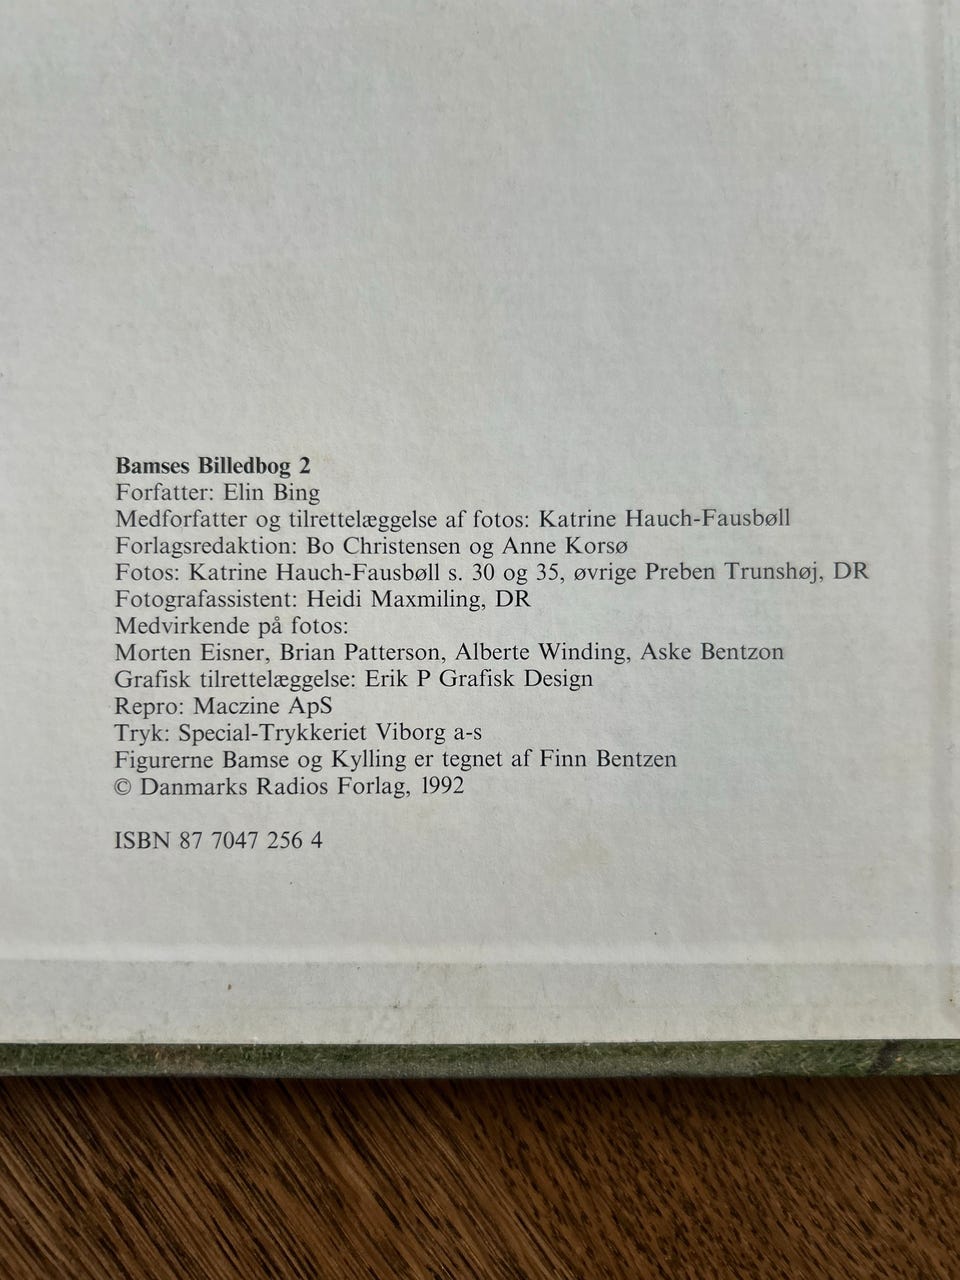 Bamses Billedbog 2
Forfatter: Elin Bing
Medforfatter og tilrettelæggelse af fotos: Katrine Hauch-Fausbøll
Forlagsredaktion: Bo Christensen og Anne Korsø
Fotos: Katrine Hauch-Fausbøll s. 30 og 35, øvrige Preben Trunshøj, DR
Fotografassistent: Heidi Maxmiling, DR
Medvirkende på fotos:
Morten Eisner, Brian Patterson, Alberte Winding, Aske Bentzon
Grafisk tilrettelæggelse: Erik P Grafisk Design
Repro: Maczine ApS
Tryk: Special-Trykkeriet Viborg a-s
Figurerne Bamse og Kylling er tegnet af Finn Bentzen
© Danmarks Radios Forlag, 1992
ISBN 87 7047 256 4